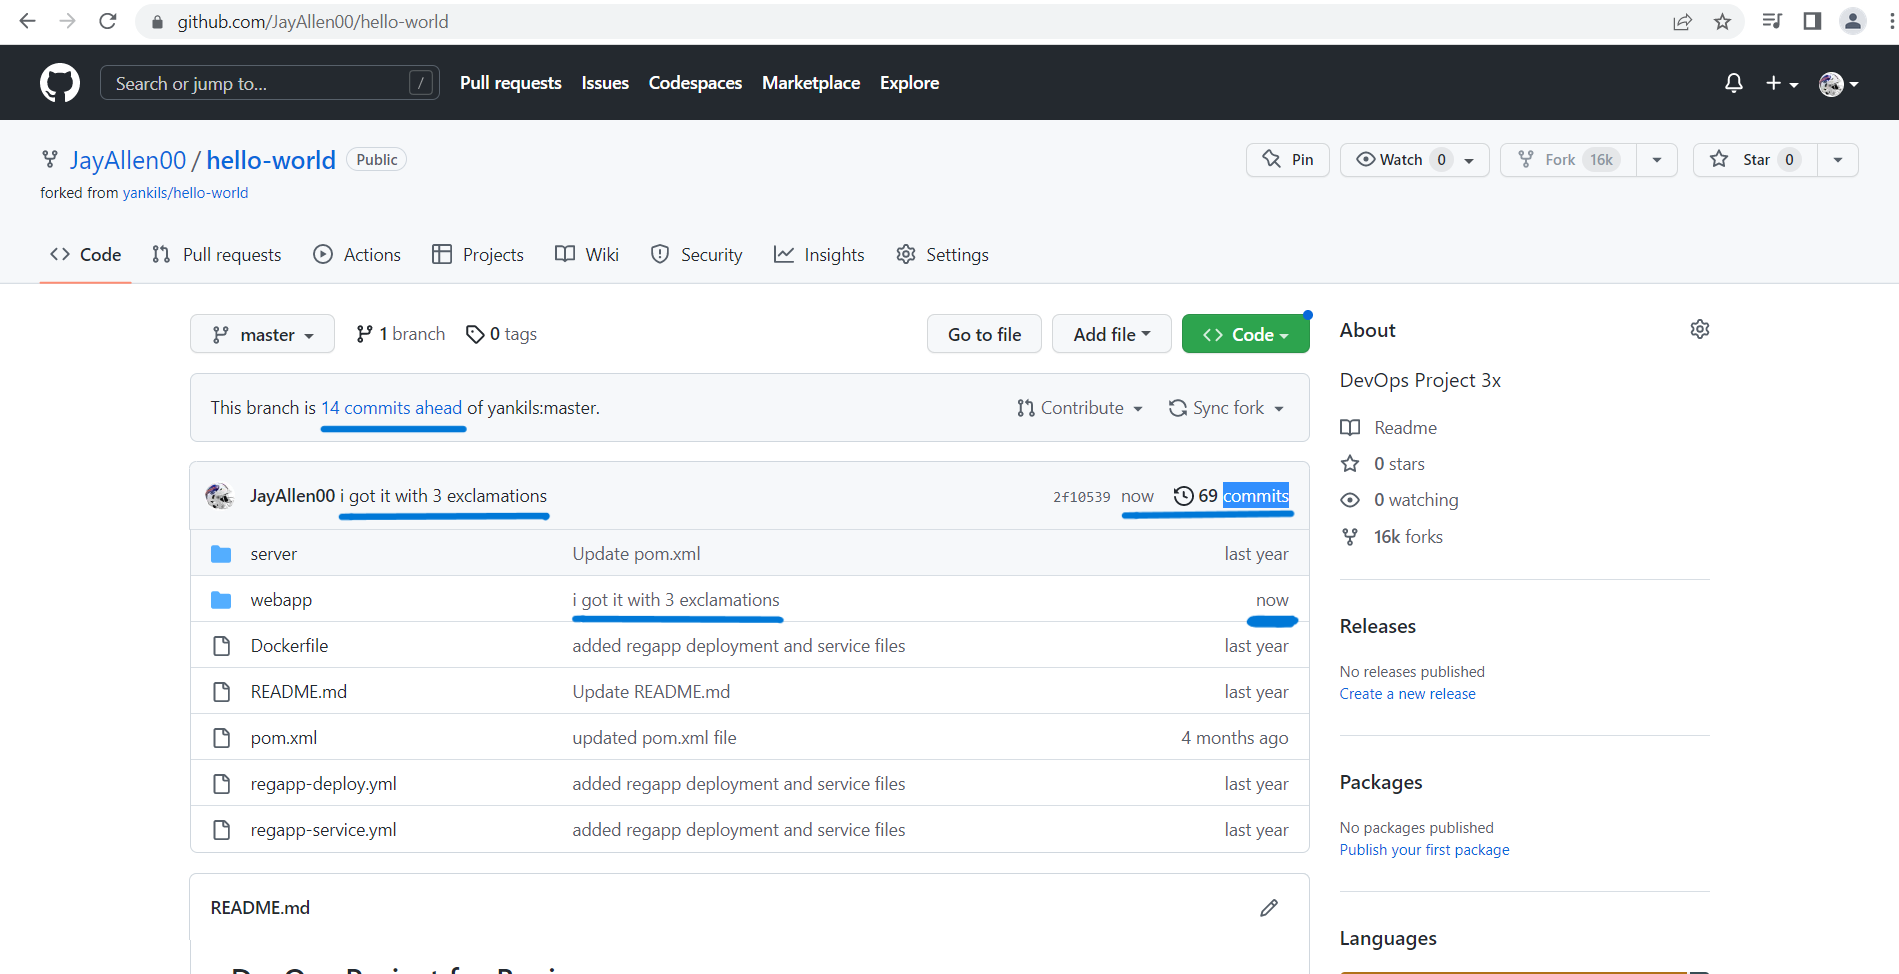 github.com/JayAllen00/hello-world
Search or jump to... / Pull requests Issues Codespaces Marketplace Explore
JayAllen00 / hello-world Public
Pin Watch 0 Fork 16k Star 0
forked from yankils/hello-world
Code Pull requests Actions Projects Wiki Security Insights Settings
master 1 branch 0 tags Go to file Add file Code
This branch is 14 commits ahead of yankils:master. Contribute Sync fork
JayAllen00 i got it with 3 exclamations 2f10539 now 69 commits
server Update pom.xml last year
webapp i got it with 3 exclamations now
Dockerfile added regapp deployment and service files last year
README.md Update README.md last year
pom.xml updated pom.xml file 4 months ago
regapp-deploy.yml added regapp deployment and service files last year
regapp-service.yml added regapp deployment and service files last year
README.md
About
DevOps Project 3x
Readme
0 stars
0 watching
16k forks
Releases
No releases published
Create a new release
Packages
No packages published
Publish your first package
Languages